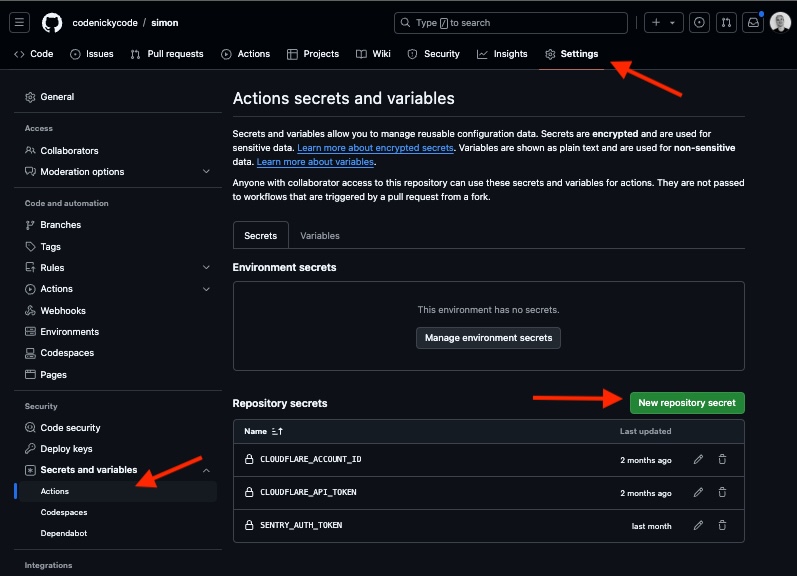 codenickycode / simon
Type / to search
Code Issues Pull requests Actions Projects Wiki Security Insights Settings
General
Access
Collaborators
Moderation options
Code and automation
Branches
Tags
Rules
Actions
Webhooks
Environments
Codespaces
Pages
Security
Code security
Deploy keys
Secrets and variables
Actions
Codespaces
Dependabot
Integrations
Actions secrets and variables
Secrets and variables allow you to manage reusable configuration data. Secrets are encrypted and are used for
sensitive data. Learn more about encrypted secrets. Variables are shown as plain text and are used for non-sensitive
data. Learn more about variables.
Anyone with collaborator access to this repository can use these secrets and variables for actions. They are not passed
to workflows that are triggered by a pull request from a fork.
Secrets Variables
Environment secrets
This environment has no secrets.
Manage environment secrets
Repository secrets New repository secret
Name Last updated
CLOUDFLARE_ACCOUNT_ID 2 months ago
CLOUDFLARE_API_TOKEN 2 months ago
SENTRY_AUTH_TOKEN last month